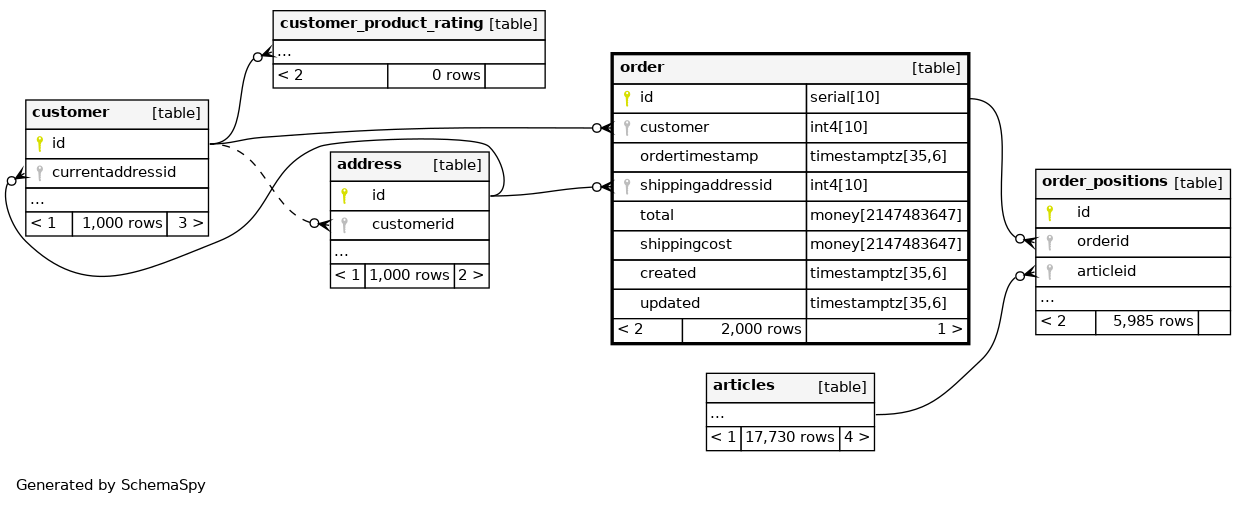 customer_product_rating [table]
...
< 2 0 rows
customer [table]
id
currentaddressid
...
< 1 1,000 rows 3 >
address [table]
id
customerid
...
< 1 1,000 rows 2 >
order [table]
id serial[10]
customer int4[10]
ordertimestamp timestamptz[35,6]
shippingaddressid int4[10]
total money[2147483647]
shippingcost money[2147483647]
created timestamptz[35,6]
updated timestamptz[35,6]
< 2 2,000 rows 1 >
order_positions [table]
id
orderid
articleid
...
< 2 5,985 rows
articles [table]
...
< 1 17,730 rows 4 >
Generated by SchemaSpy